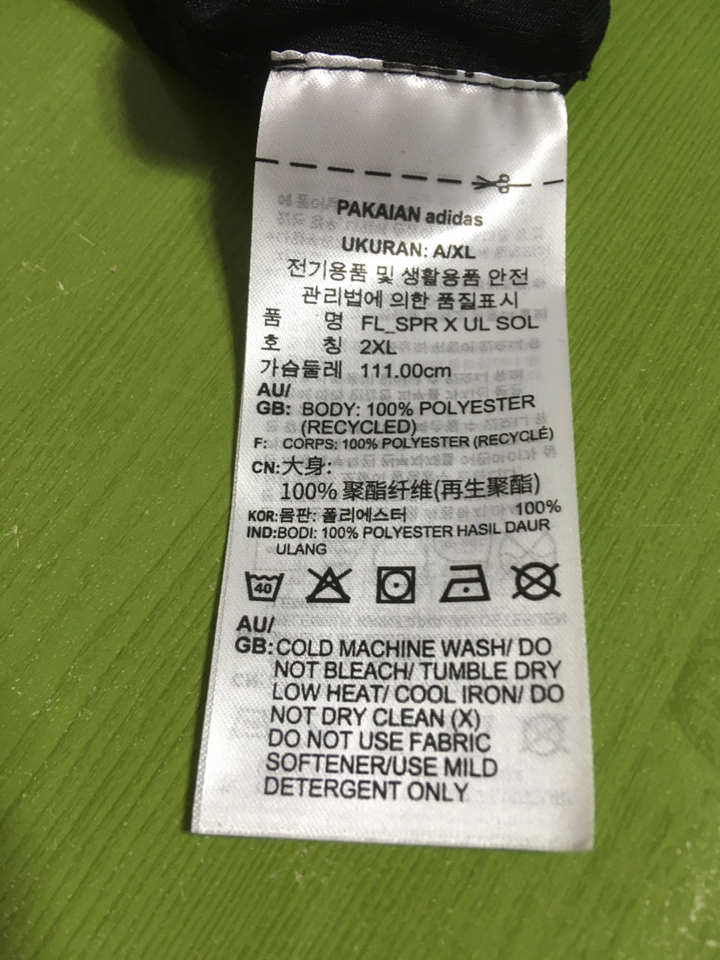 PAKAIAN adidas
UKURAN: A/XL
전기용품 및 생활용품 안전
관리법에 의한 품질표시
품 명 FL_SPR X UL SOL
호 칭 2XL
가슴둘레 111.00cm
AU/
GB: BODY: 100% POLYESTER
(RECYCLED)
F: CORPS: 100% POLYESTER (RECYCLÉ)
CN:大身:
100% 聚酯纤维(再生聚酯)
KOR:몸판: 폴리에스터 100%
IND:BODI: 100% POLYESTER HASIL DAUR
ULANG
40
AU/
GB:COLD MACHINE WASH/ DO
NOT BLEACH/ TUMBLE DRY
LOW HEAT/ COOL IRON/ DO
NOT DRY CLEAN (X)
DO NOT USE FABRIC
SOFTENER/USE MILD
DETERGENT ONLY